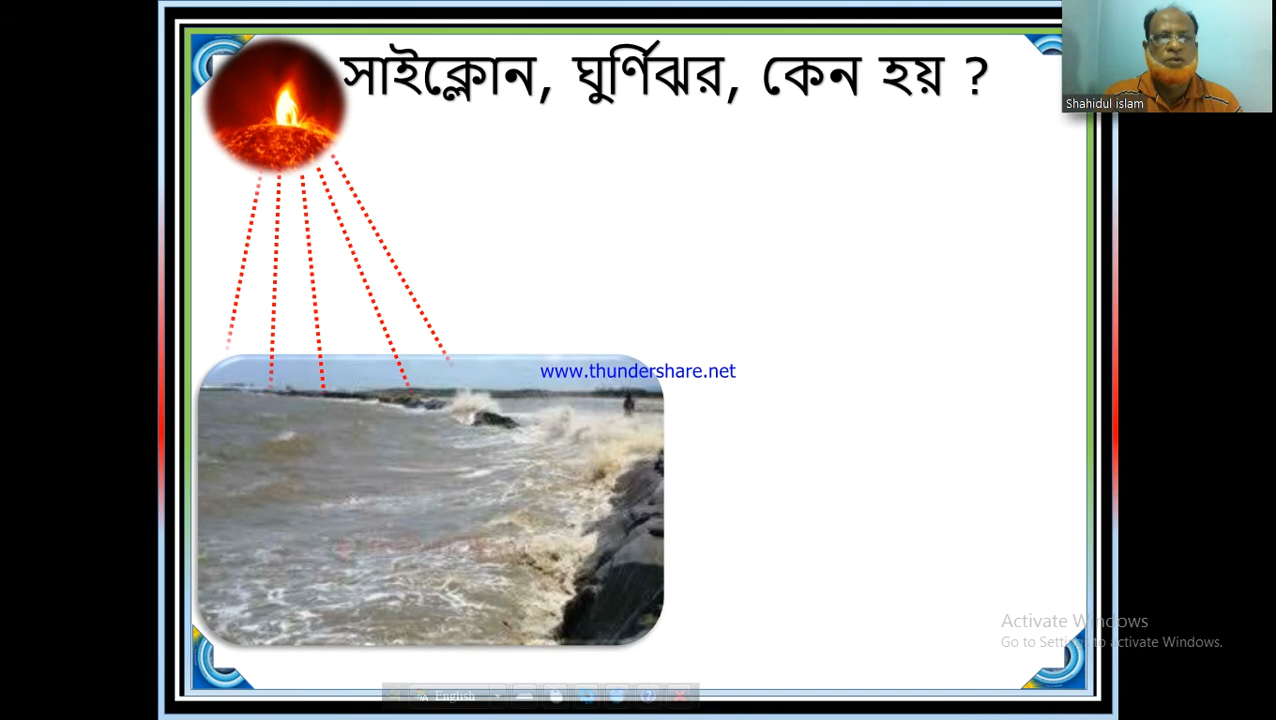 সাইক্লোন, ঘুর্ণিঝর, কেন হয় ?
Shahidul islam
www.thundershare.net
Activate Windows
Go to Settings to activate Windows.
English